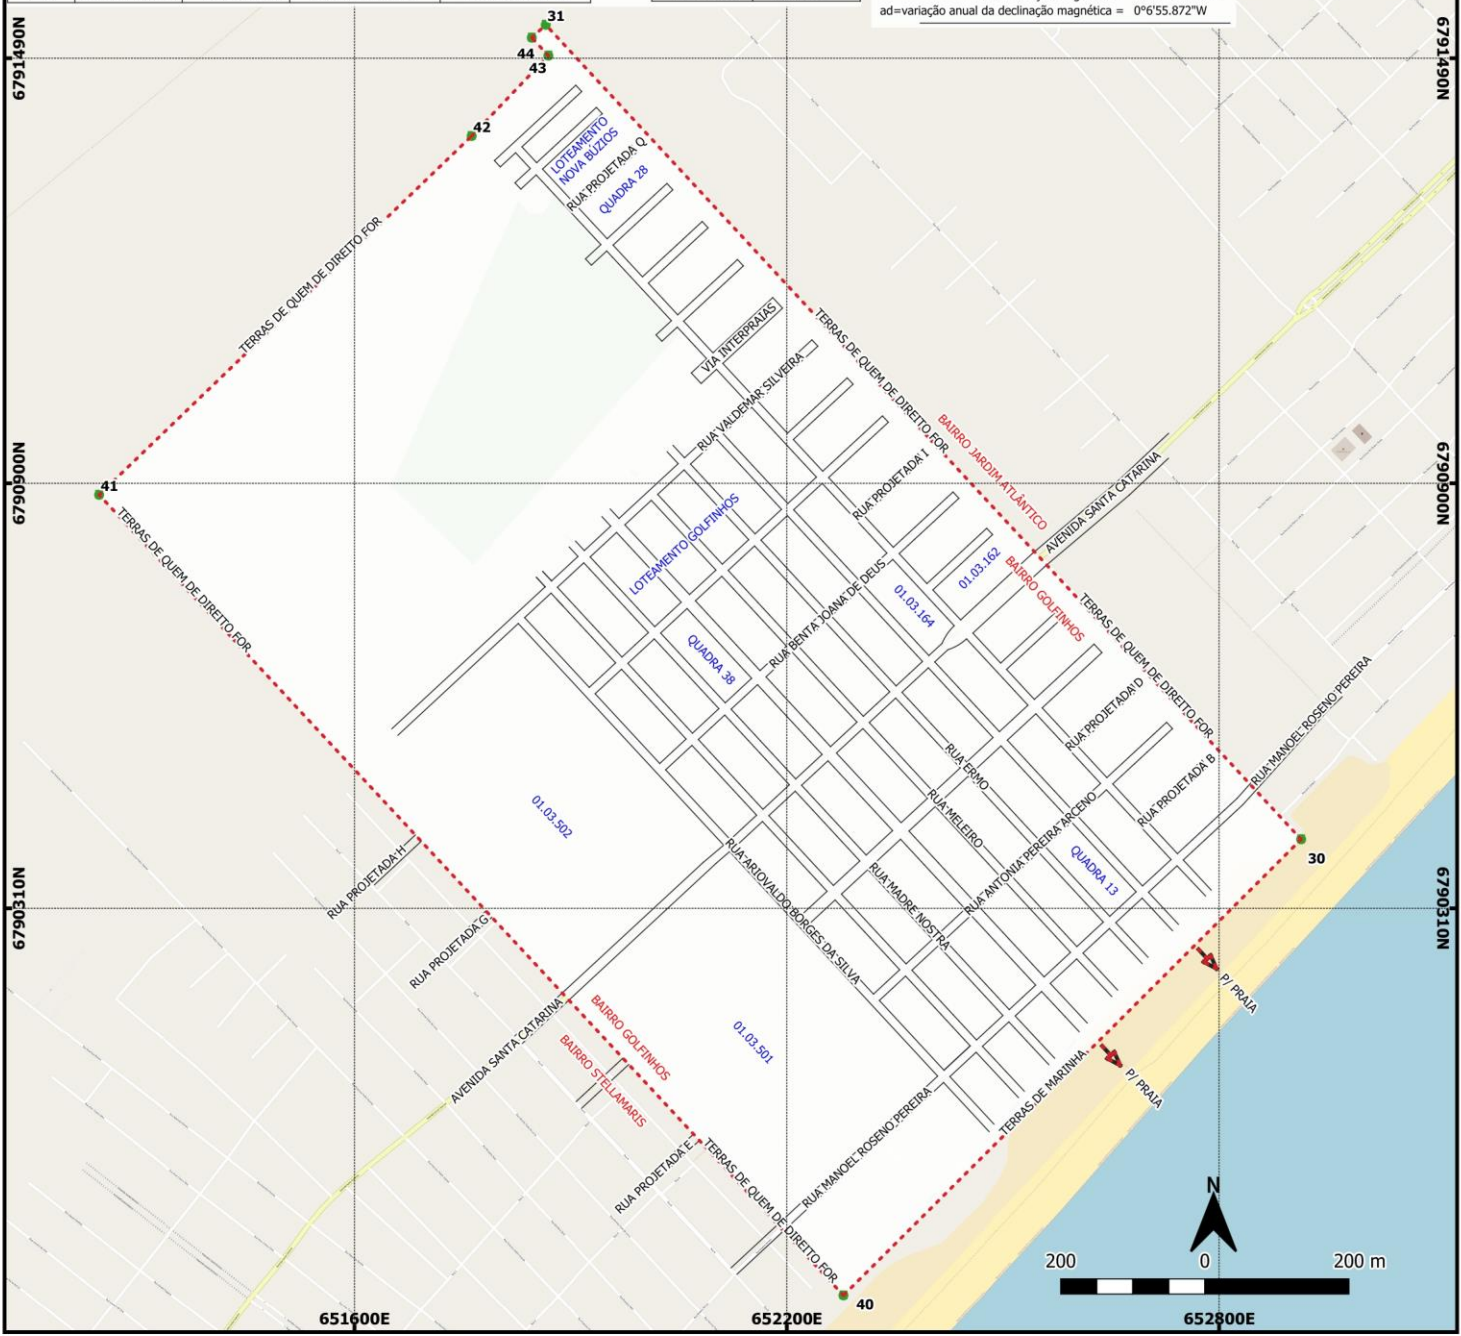 ad=variação anual da declinação magnética = 0°6'55.872"W
31
44
43
6791490N
6791490N
42
LOTEAMENTO
NOVA BÚZIOS
RUA PROJETADA Q
QUADRA 28
TERRAS DE QUEM DE DIREITO FOR
VIA INTERPRAIAS
TERRAS DE QUEM DE DIREITO FOR
RUA VALDEMAR SILVEIRA
BAIRRO JARDIM ATLÂNTICO
RUA PROJETADA I
AVENIDA SANTA CATARINA
6790900N
6790900N
41
TERRAS DE QUEM DE DIREITO FOR
LOTEAMENTO GOLFINHOS
01.03.162
BAIRRO GOLFINHOS
01.03.164
RUA BENTA JOANA DE DEUS
TERRAS DE QUEM DE DIREITO FOR
QUADRA 38
RUA PROJETADA D
RUA MANOEL ROSENO PEREIRA
RUA ERMO
RUA PROJETADA B
01.03.502
RUA MELEIRO
RUA ANTONIA PEREIRA ARCENO
QUADRA 13
30
RUA PROJETADA H
RUA ARIOVALDO BORGES DA SILVA
RUA MADRE NOSTRA
6790310N
6790310N
RUA PROJETADA G
P/ PRAIA
BAIRRO GOLFINHOS
AVENIDA SANTA CATARINA
BAIRRO STELLAMARIS
01.03.501
TERRAS DE MARINHA
P/ PRAIA
RUA MANOEL ROSENO PEREIRA
RUA PROJETADA E
TERRAS DE QUEM DE DIREITO FOR
N
200 0 200 m
40
651600E 652200E 652800E